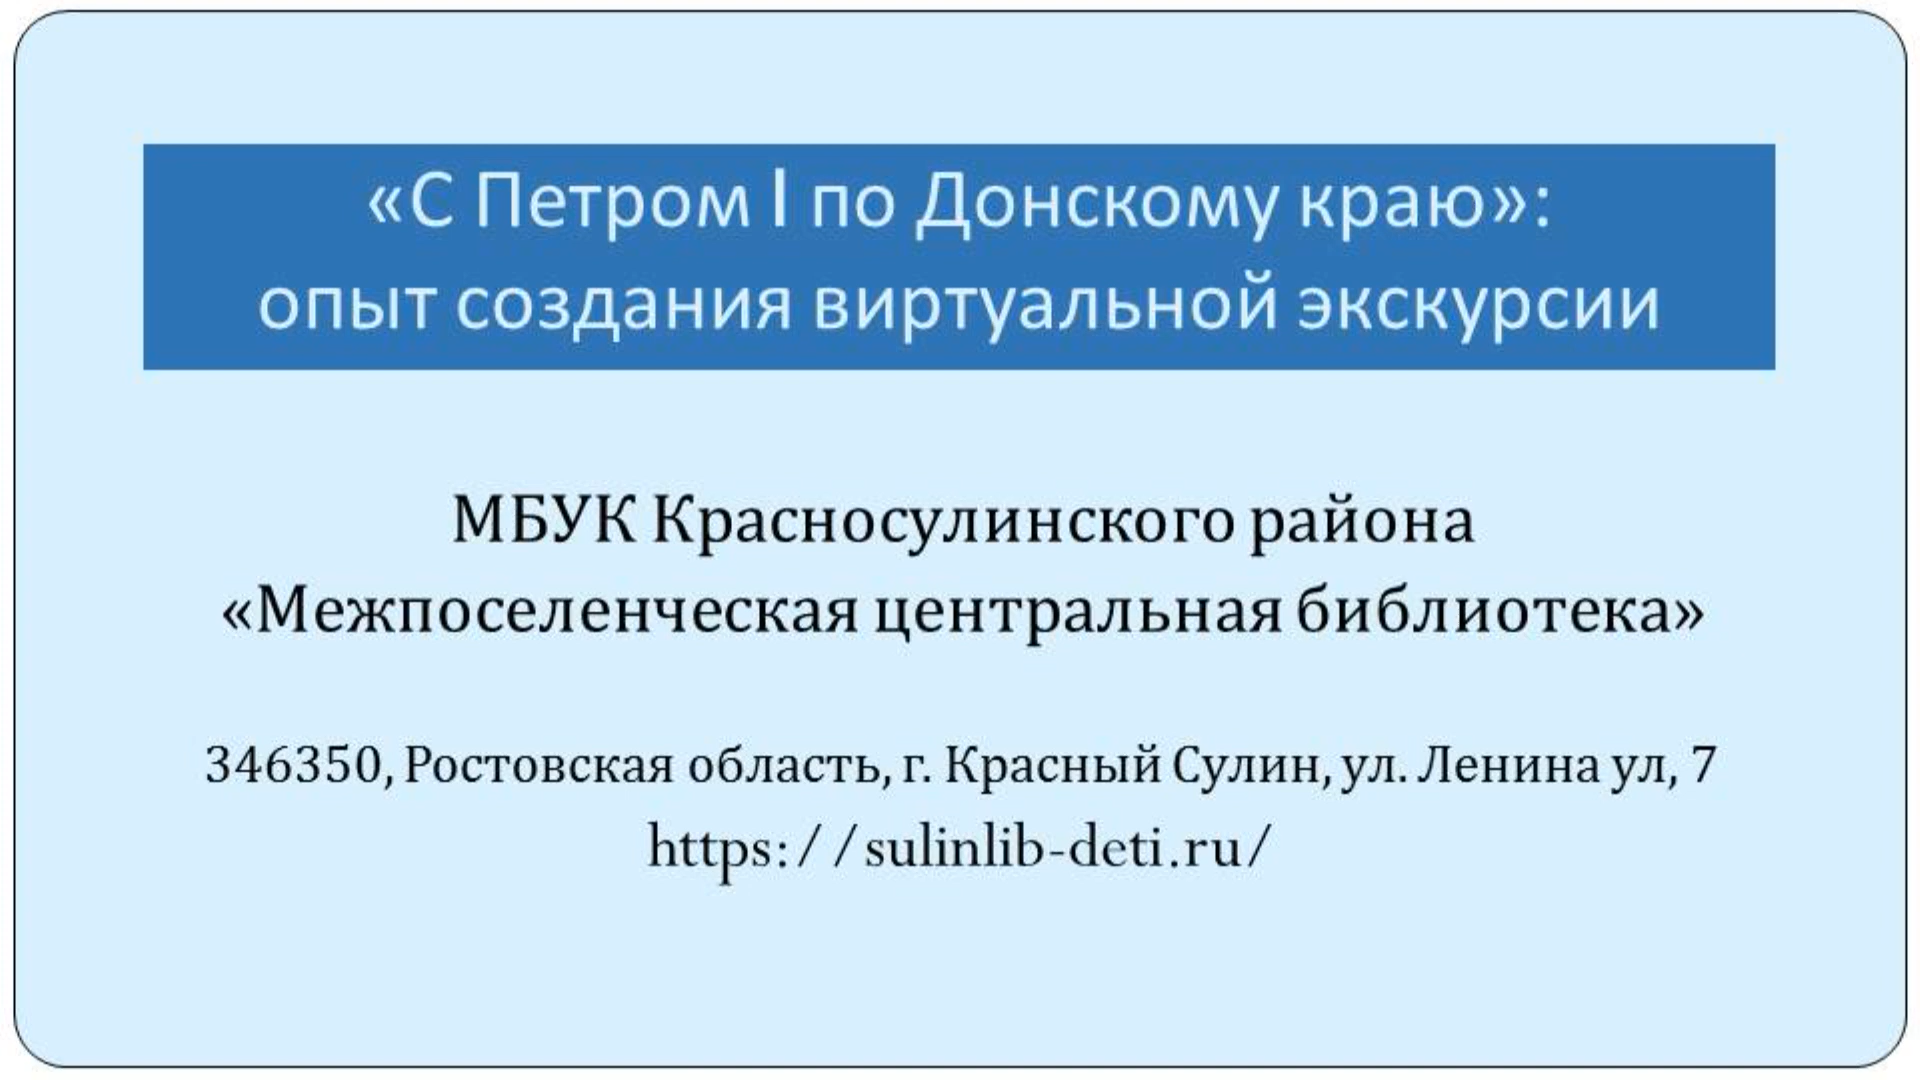 «С Петром I по Донскому краю»:
опыт создания виртуальной экскурсии
МБУК Красносулинского района
«Межпоселенческая центральная библиотека»
346350, Ростовская область, г. Красный Сулин, ул. Ленина ул, 7
https://sulinlib-deti.ru/